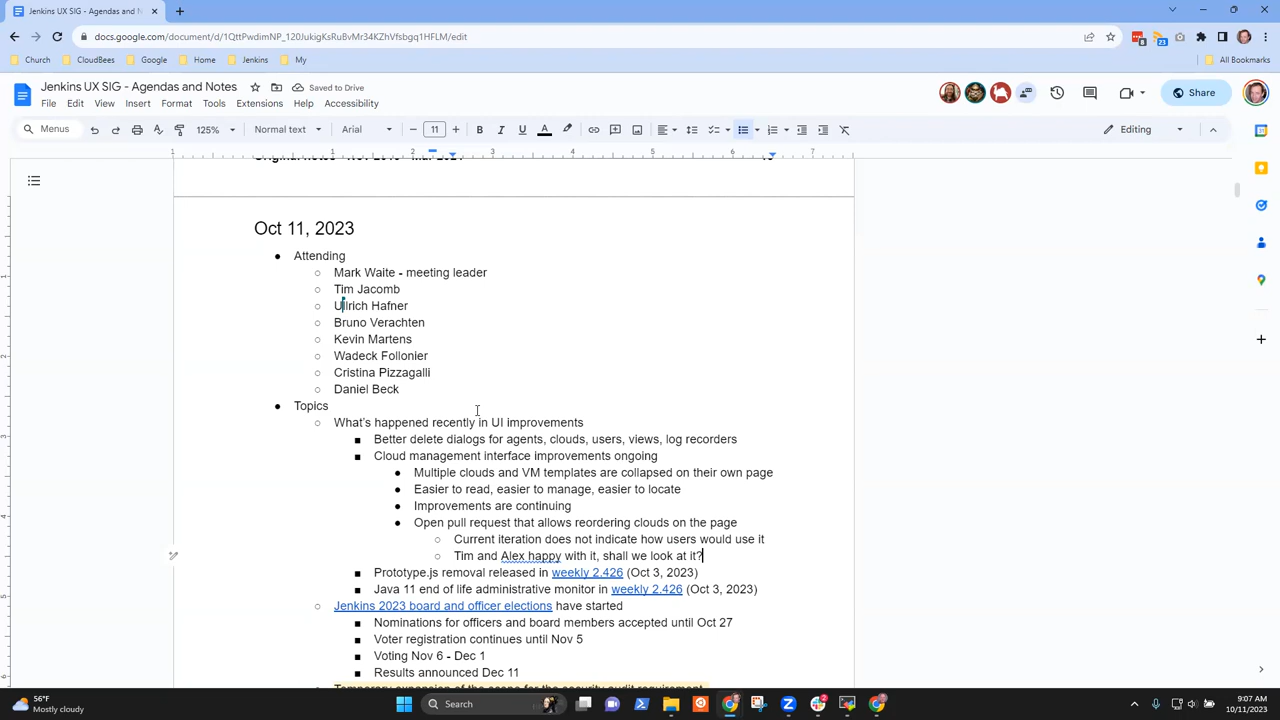 Jenkins UX SIG - Agendas and N
docs.google.com/document/d/1QttPwdimNP_120JukigKsRuBvMr34KZhVfsbgq1HFLM/edit
Church
CloudBees
Google
Home
Jenkins
My
All Bookmarks
Jenkins UX SIG - Agendas and Notes
Saved to Drive
File Edit View Insert Format Tools Extensions Help Accessibility
Share
Menus
125%
Normal text
Arial
11
Editing
1 1 2 3 4 5 6 7
Oct 11, 2023
Attending
Mark Waite - meeting leader
Tim Jacomb
Ullrich Hafner
Bruno Verachten
Kevin Martens
Wadeck Follonier
Cristina Pizzagalli
Daniel Beck
Topics
What's happened recently in UI improvements
Better delete dialogs for agents, clouds, users, views, log recorders
Cloud management interface improvements ongoing
Multiple clouds and VM templates are collapsed on their own page
Easier to read, easier to manage, easier to locate
Improvements are continuing
Open pull request that allows reordering clouds on the page
Current iteration does not indicate how users would use it
Tim and Alex happy with it, shall we look at it?
Prototype.js removal released in weekly 2.426 (Oct 3, 2023)
Java 11 end of life administrative monitor in weekly 2.426 (Oct 3, 2023)
Jenkins 2023 board and officer elections have started
Nominations for officers and board members accepted until Oct 27
Voter registration continues until Nov 5
Voting Nov 6 - Dec 1
Results announced Dec 11
56°F
Mostly cloudy
Search
9:07 AM
10/11/2023